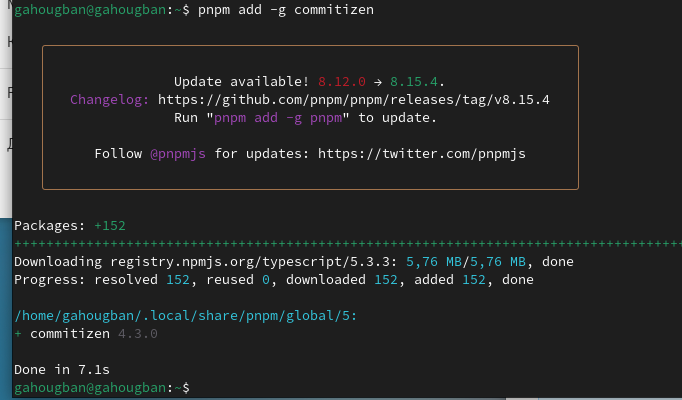 gahougban@gahougban:~$ pnpm add -g commitizen
Update available! 8.12.0 → 8.15.4.
Changelog: https://github.com/pnpm/pnpm/releases/tag/v8.15.4
Run "pnpm add -g pnpm" to update.
Follow @pnpmjs for updates: https://twitter.com/pnpmjs
Packages: +152
++++++++++++++++++++++++++++++++++++++++++++++++++++++++++++++++++++++++++++++++++++
Downloading registry.npmjs.org/typescript/5.3.3: 5,76 MB/5,76 MB, done
Progress: resolved 152, reused 0, downloaded 152, added 152, done
/home/gahougban/.local/share/pnpm/global/5:
+ commitizen 4.3.0
Done in 7.1s
gahougban@gahougban:~$